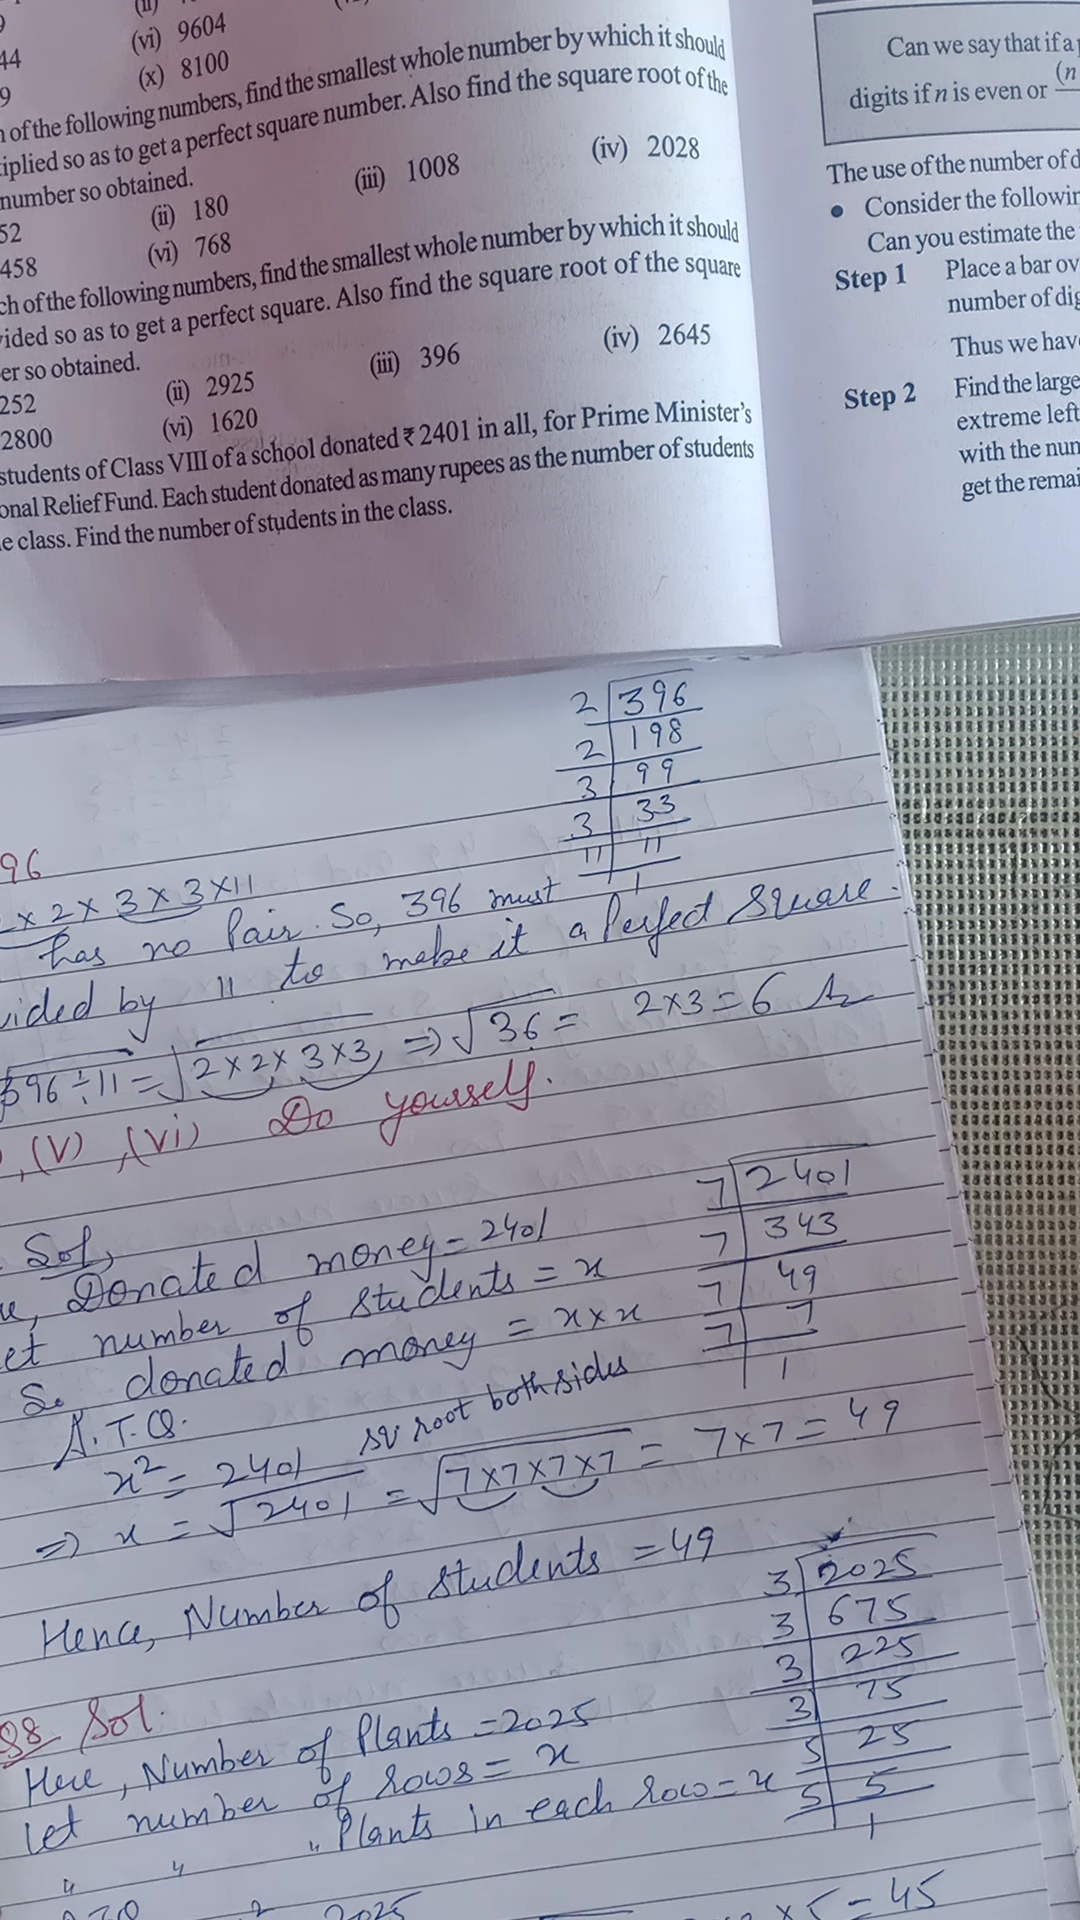 (vi) 9604
44
(x) 8100
9
of the following numbers, find the smallest whole number by which it should
iplied so as to get a perfect square number. Also find the square root of the
number so obtained.
52
(ii) 180
(iii) 1008
(iv) 2028
458
(vi) 768
ch of the following numbers, find the smallest whole number by which it should
ided so as to get a perfect square. Also find the square root of the square
er so obtained.
252
(ii) 2925
(iii) 396
(iv) 2645
2800
(vi) 1620
students of Class VIII of a school donated ₹ 2401 in all, for Prime Minister's
onal Relief Fund. Each student donated as many rupees as the number of students
e class. Find the number of students in the class.
Can we say that if a
digits if n is even or (n
The use of the number of d
• Consider the followin
Can you estimate the
Step 1 Place a bar ov
number of dig
Thus we hav
Step 2 Find the large
extreme left
with the num
get the remai
2 396
2 198
3 99
3 33
11 11
1
96
× 2 × 3 × 3 × 11
has no Pair. So, 396 must
vided by 11 to make it a Perfect Square.
396 ÷ 11 = √2×2×3×3, ⇒ √36 = 2×3 = 6
, (V) , (Vi) Do yourself.
7 2401
7 343
7 49
7 7
1
Sol,
Donated money = 2401
et number of students = x
So donated money = x × x
A.T.Q.
x² = 2401 sq root both sides
⇒ x = √2401 = √7×7×7×7 = 7×7 = 49
Hence, Number of students = 49
3 2025
3 675
3 225
3 75
5 25
5 5
1
Q8 Sol.
Here, Number of Plants = 2025
Let number of rows = x
" " " Plants in each row = x
2025
×5 = 45